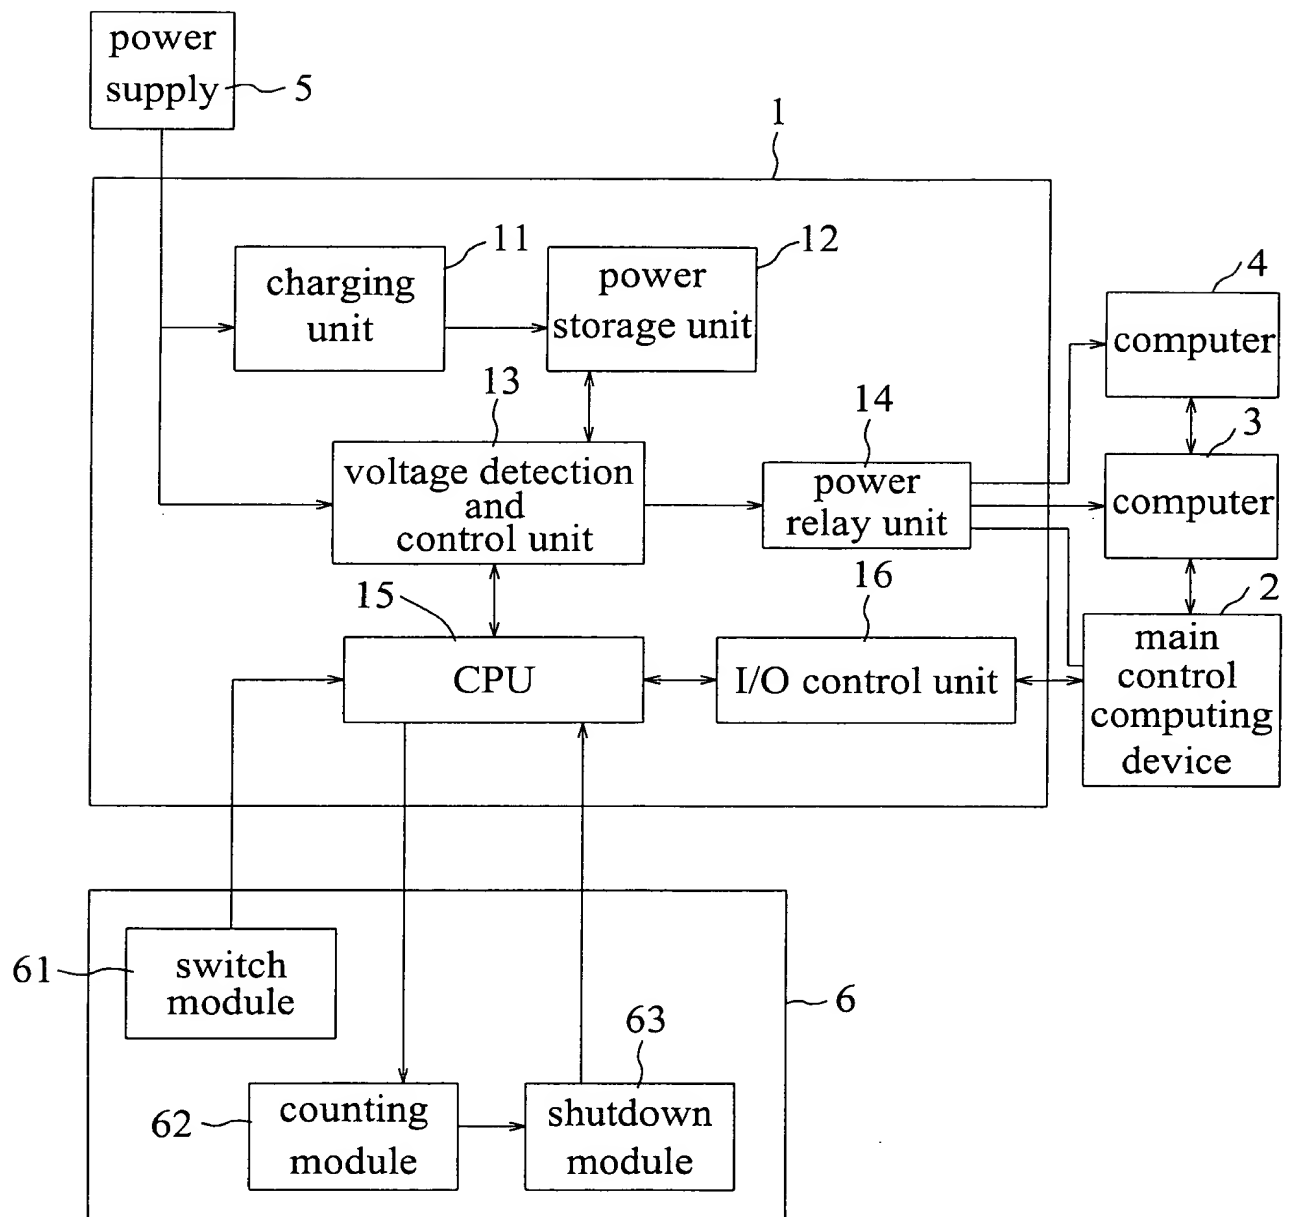 power
supply
5
1
charging
unit
11
power
storage unit
12
4
computer
13
voltage detection
and
control unit
14
power
relay unit
3
computer
15
CPU
16
I/O control unit
2
main
control
computing
device
61
switch
module
6
62
counting
module
63
shutdown
module